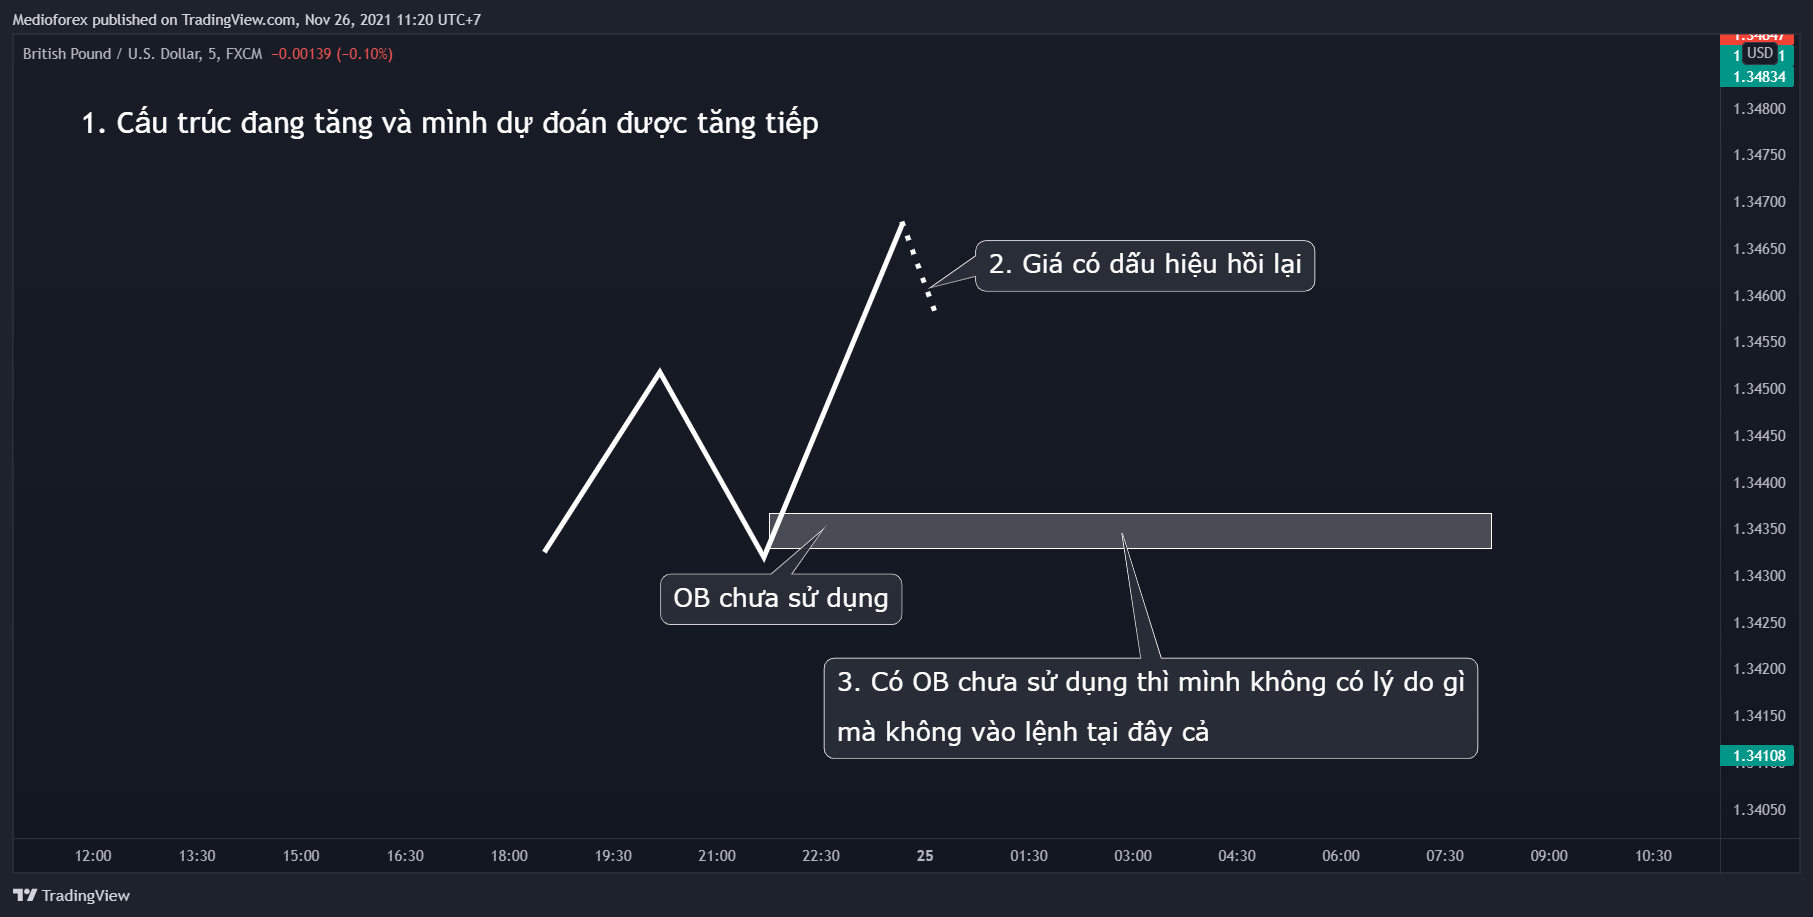 Medioforex published on TradingView.com, Nov 26, 2021 11:20 UTC+7
British Pound / U.S. Dollar, 5, FXCM −0.00139 (−0.10%)
1. Cấu trúc đang tăng và mình dự đoán được tăng tiếp
2. Giá có dấu hiệu hồi lại
OB chưa sử dụng
3. Có OB chưa sử dụng thì mình không có lý do gì
mà không vào lệnh tại đây cả
1.34847
USD
1.34834
1.34800
1.34750
1.34700
1.34650
1.34600
1.34550
1.34500
1.34450
1.34400
1.34350
1.34300
1.34250
1.34200
1.34150
1.34108
1.34050
12:00 13:30 15:00 16:30 18:00 19:30 21:00 22:30 25 01:30 03:00 04:30 06:00 07:30 09:00 10:30
TradingView